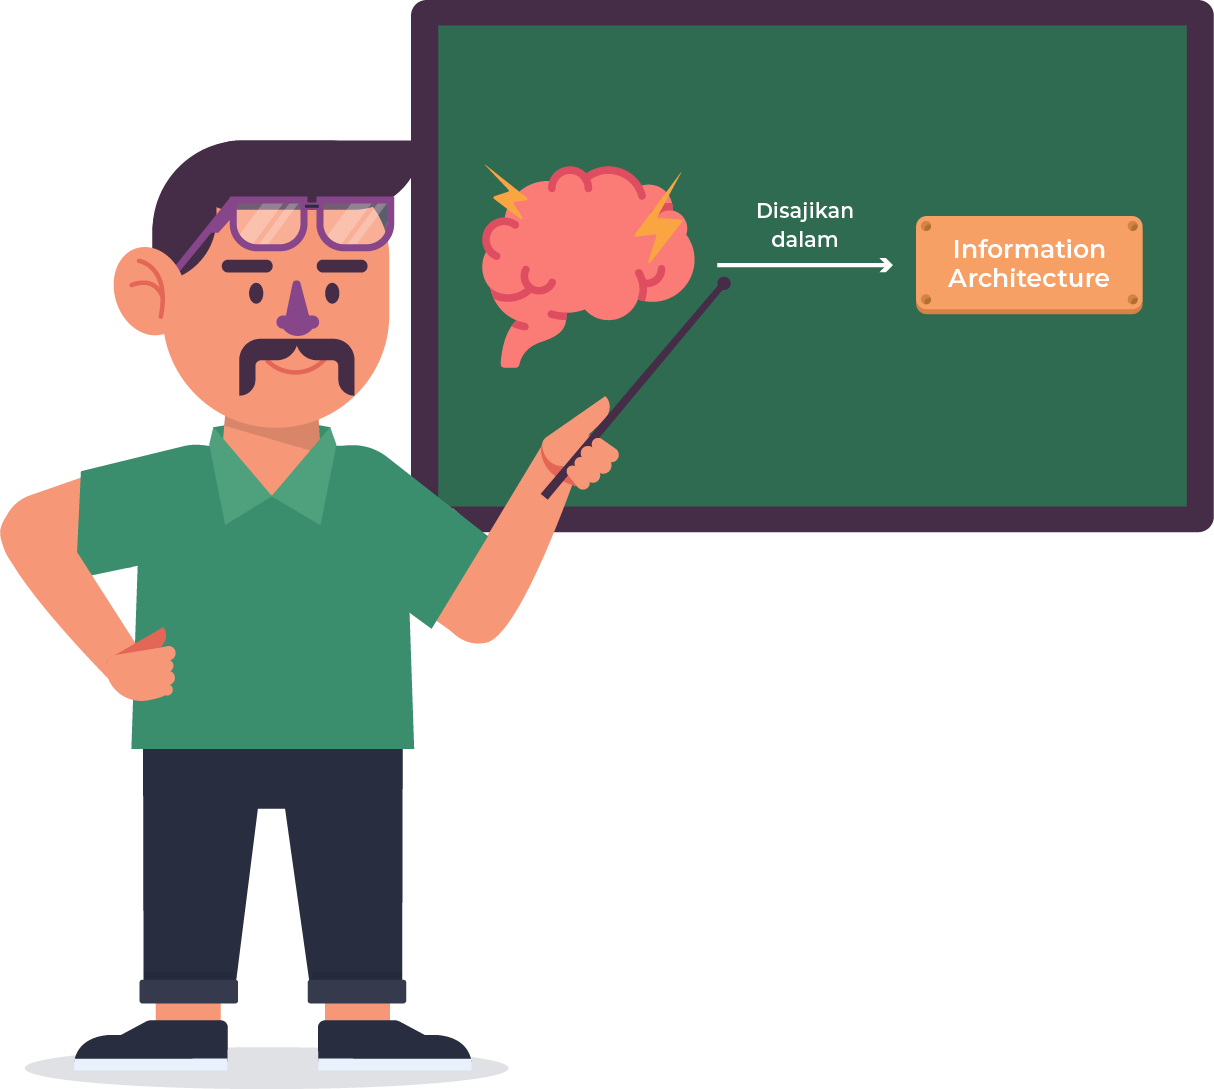 Disajikan
dalam
Information
Architecture